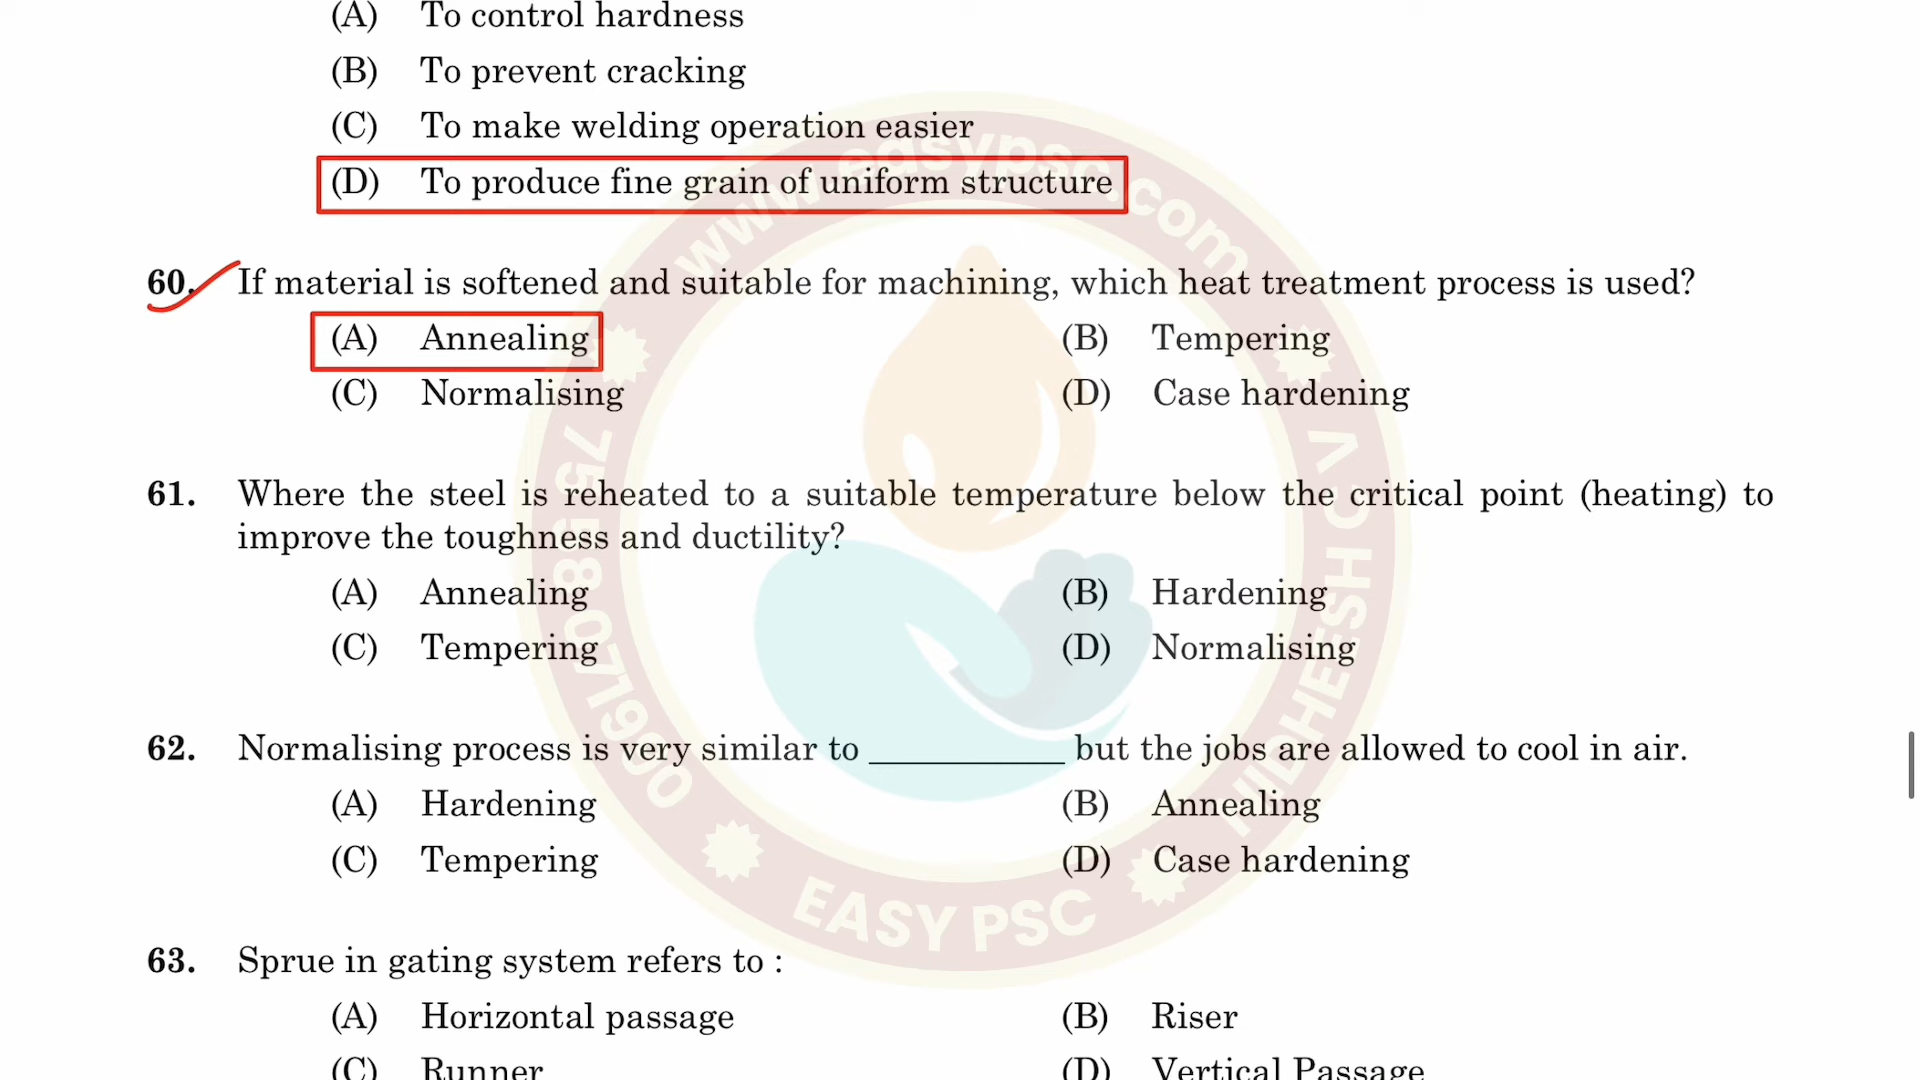 (A) To control hardness
(B) To prevent cracking
(C) To make welding operation easier
(D) To produce fine grain of uniform structure
60. If material is softened and suitable for machining, which heat treatment process is used?
(A) Annealing (B) Tempering
(C) Normalising (D) Case hardening
61. Where the steel is reheated to a suitable temperature below the critical point (heating) to
improve the toughness and ductility?
(A) Annealing (B) Hardening
(C) Tempering (D) Normalising
62. Normalising process is very similar to __________ but the jobs are allowed to cool in air.
(A) Hardening (B) Annealing
(C) Tempering (D) Case hardening
63. Sprue in gating system refers to :
(A) Horizontal passage (B) Riser
(C) Runner (D) Vertical Passage
www.easypsc.com
EASY PSC